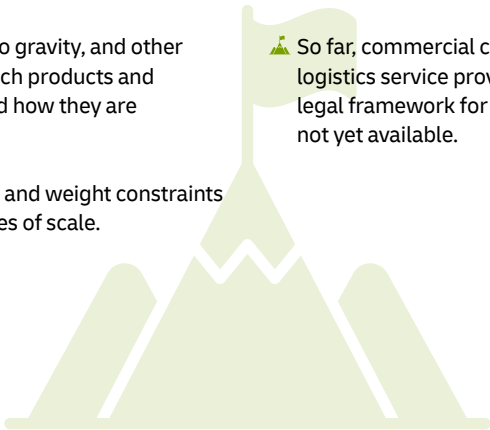 o gravity, and other
ch products and
d how they are
and weight constraints
es of scale.
So far, commercial c
logistics service prov
legal framework for
not yet available.